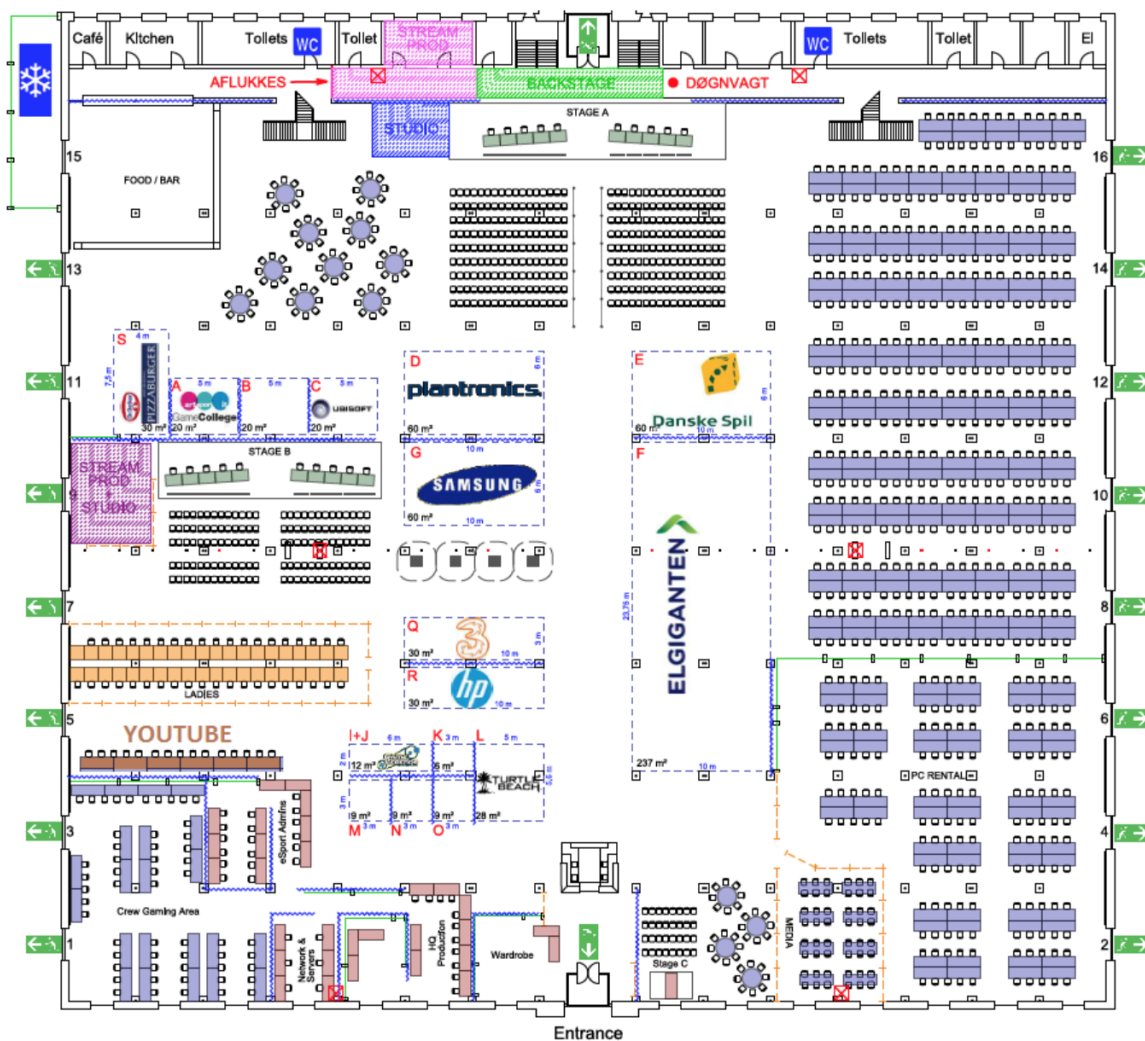 Café
Kitchen
Toilets
WC
Toilet
STREAM
PROD
WC
Toilets
Toilet
El
AFLUKKES
BACKSTAGE
DØGNVAGT
STUDIO
STAGE A
15
FOOD / BAR
16
13
14
S
4 m
7,5 m
PIZZABURGER
30 m²
A
5 m
GameCollege
20 m²
B
5 m
20 m²
C
5 m
UBISOFT
20 m²
D
6 m
plantronics
60 m²
E
6 m
Danske Spil
60 m²
10 m
11
12
STAGE B
STREAM
PROD
+
STUDIO
9
G
10 m
SAMSUNG
6 m
60 m²
10 m
F
ELGIGANTEN
23,75 m
237 m²
10 m
10
7
8
Q
3
3 m
30 m²
10 m
R
hp
30 m²
10 m
LADIES
5
6
YOUTUBE
I+J
6 m
2 m
12 m²
K
3 m
6 m²
L
5 m
TURTLE
BEACH
5,6 m
28 m²
3 m
9 m²
9 m²
9 m²
M
3 m
N
3 m
O
3 m
PC RENTAL
3
4
eSport Admins
Crew Gaming Area
1
2
Network &
Servers
HQ
Production
Wardrobe
Stage C
MEDIA
Entrance